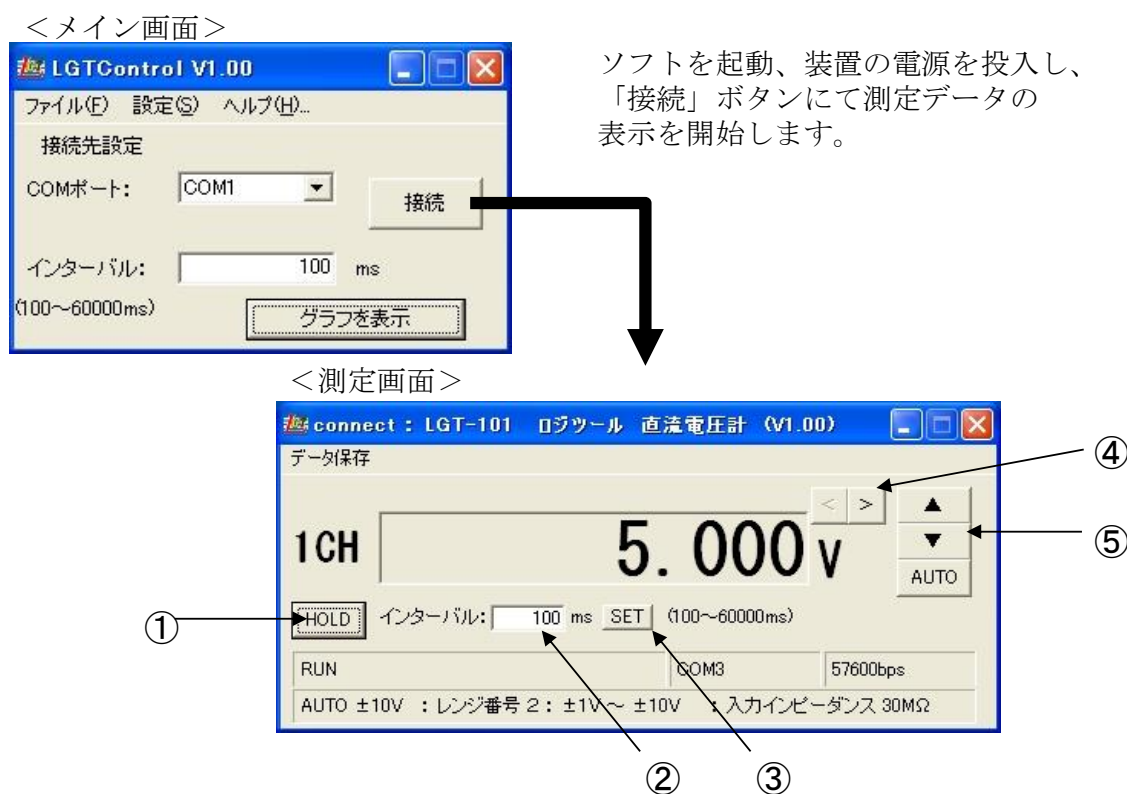 ＜メイン画面＞
LGTControl V1.00
ファイル(F) 設定(S) ヘルプ(H)...
接続先設定
COMポート: COM1
接続
インターバル: 100 ms
(100～60000ms)
グラフを表示
ソフトを起動、装置の電源を投入し、
「接続」ボタンにて測定データの
表示を開始します。
＜測定画面＞
connect : LGT-101 ロジツール 直流電圧計 (V1.00)
データ保存
< >
④
▲
1CH 5.000 V
▼
⑤
AUTO
①
HOLD インターバル: 100 ms SET (100～60000ms)
RUN COM3 57600bps
AUTO ±10V : レンジ番号 2 : ±1V ～ ±10V : 入力インピーダンス 30MΩ
② ③